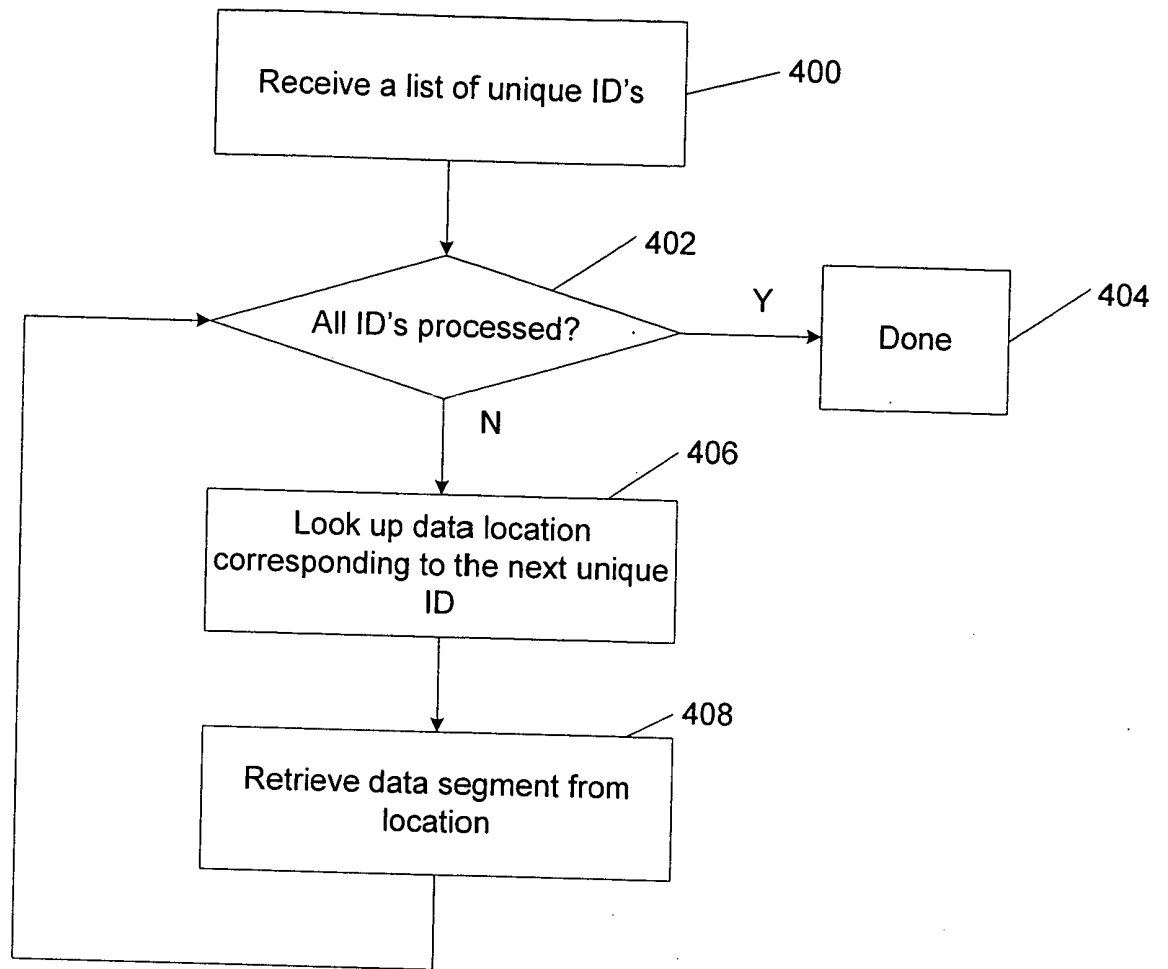 Receive a list of unique ID's
400
402
All ID's processed?
Y
Done
404
N
406
Look up data location
corresponding to the next unique
ID
408
Retrieve data segment from
location